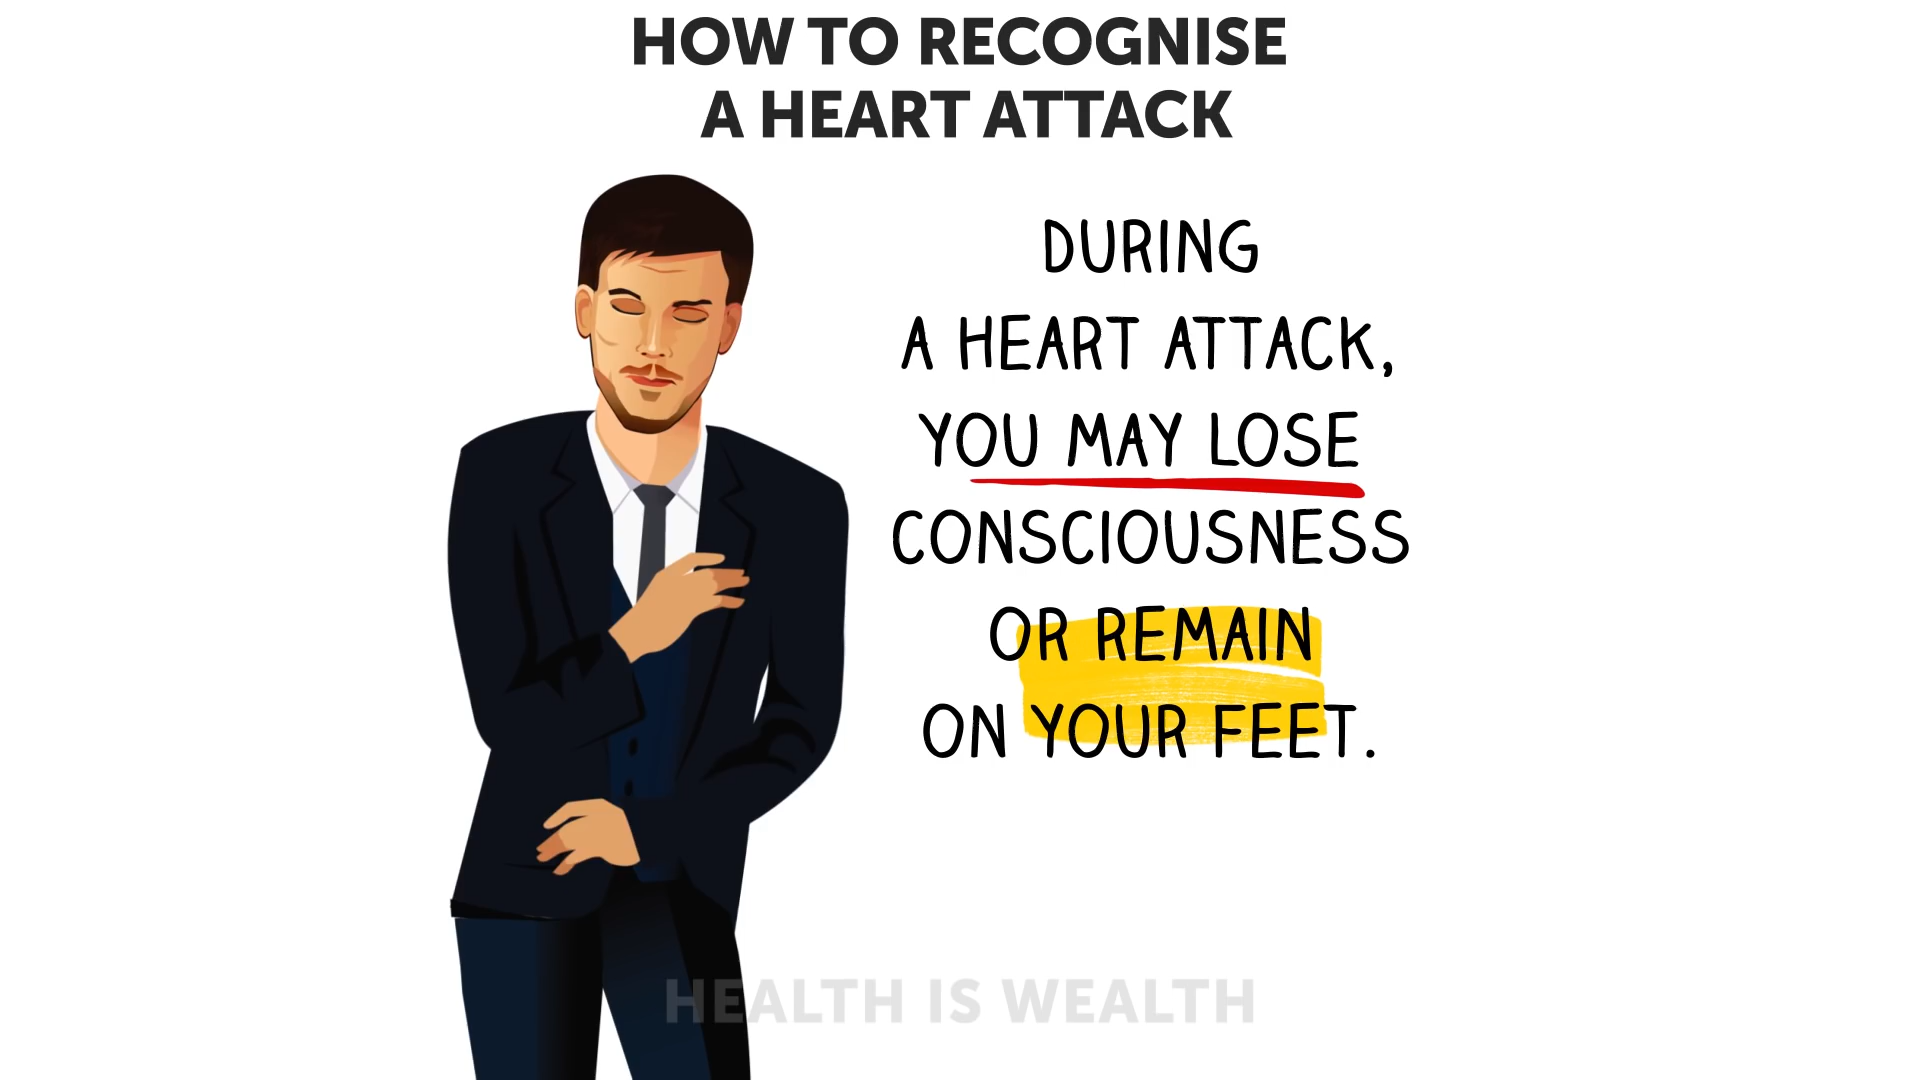 HOW TO RECOGNISE
A HEART ATTACK
DURING
A HEART ATTACK,
YOU MAY LOSE
CONSCIOUSNESS
OR REMAIN
ON YOUR FEET.
HEALTH IS WEALTH